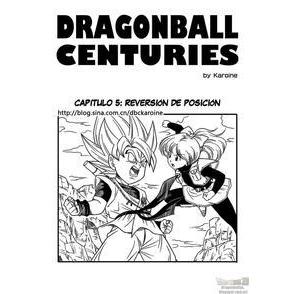 DRAGONBALL
CENTURIES
by Karoine
CAPITULO 5: REVERSION DE POSICION
http://blog.sina.com.cn/dbckaroine